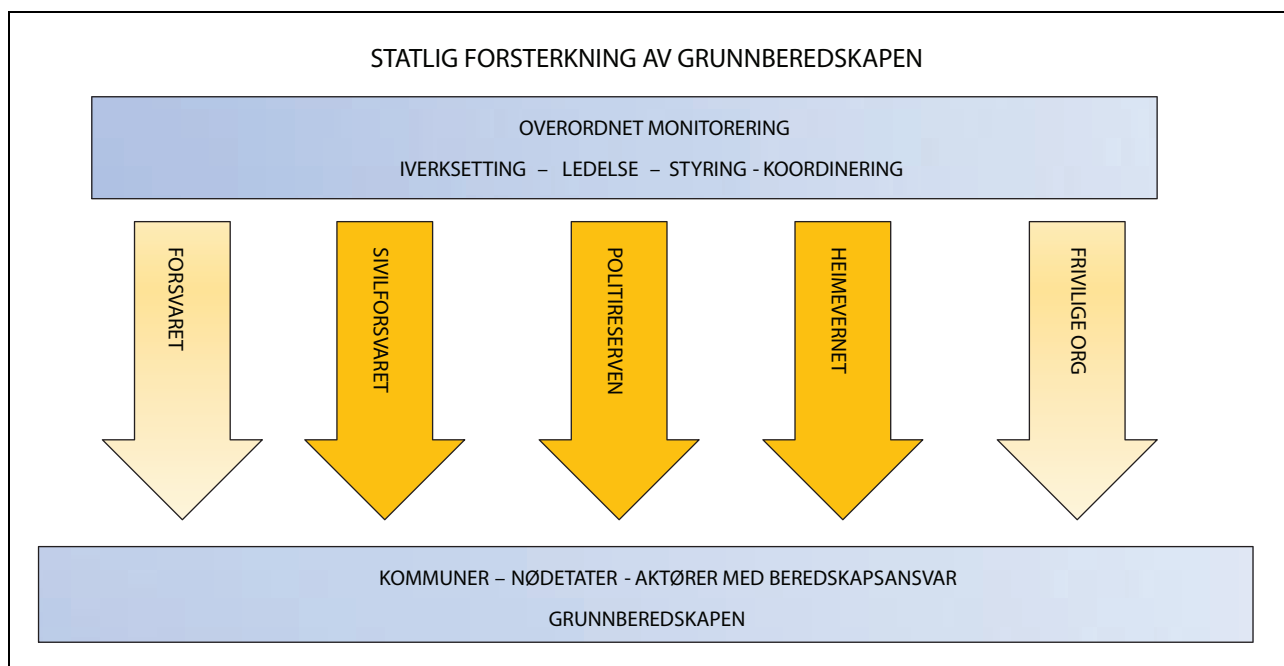 STATLIG FORSTERKNING AV GRUNNBEREDSKAPEN
OVERORDNET MONITORERING
IVERKSETTING – LEDELSE – STYRING - KOORDINERING
FORSVARET
SIVILFORSVARET
POLITIRESERVEN
HEIMEVERNET
FRIVILIGE ORG
KOMMUNER – NØDETATER - AKTØRER MED BEREDSKAPSANSVAR
GRUNNBEREDSKAPEN